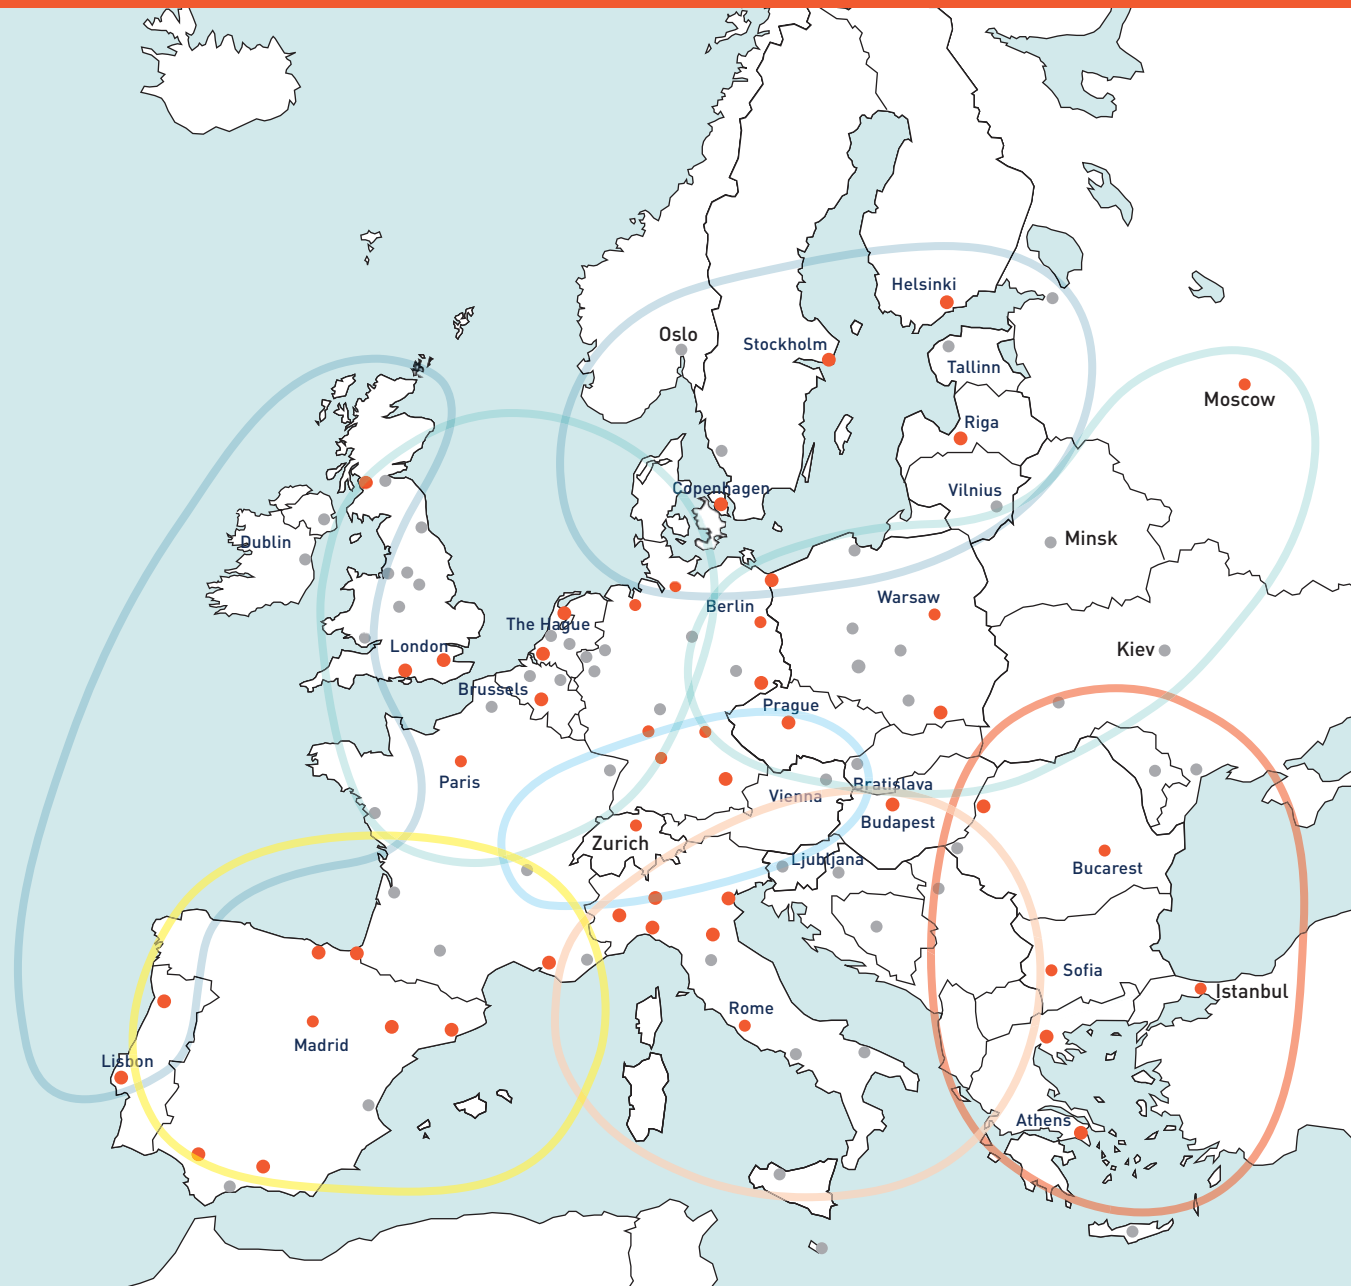 Helsinki
Oslo
Stockholm
Tallinn
Moscow
Riga
Copenhagen
Vilnius
Dublin
Minsk
Berlin
Warsaw
The Hague
London
Kiev
Brussels
Prague
Paris
Bratislava
Vienna
Budapest
Zurich
Ljubljana
Bucarest
Sofia
Istanbul
Rome
Madrid
Lisbon
Athens